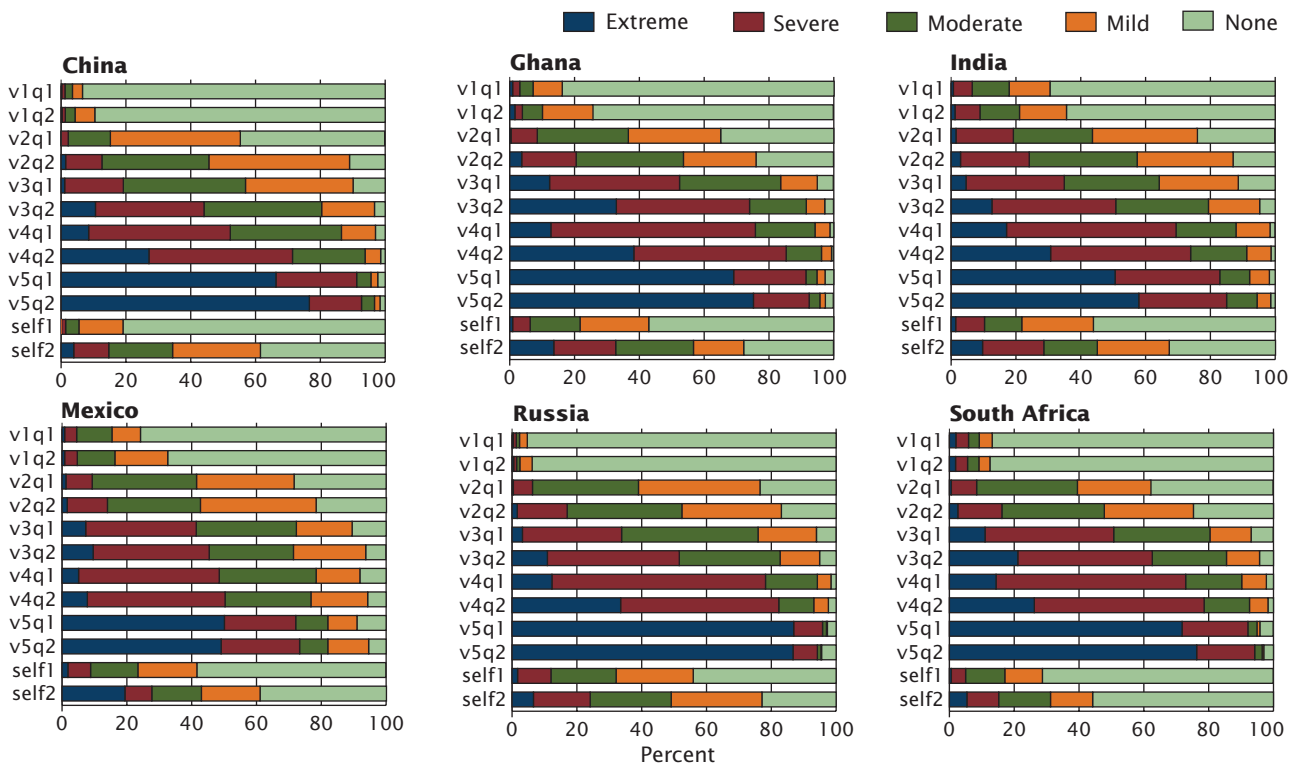 Extreme Severe Moderate Mild None
China
v1q1
v1q2
v2q1
v2q2
v3q1
v3q2
v4q1
v4q2
v5q1
v5q2
self1
self2
0 20 40 60 80 100
Ghana
v1q1
v1q2
v2q1
v2q2
v3q1
v3q2
v4q1
v4q2
v5q1
v5q2
self1
self2
0 20 40 60 80 100
India
v1q1
v1q2
v2q1
v2q2
v3q1
v3q2
v4q1
v4q2
v5q1
v5q2
self1
self2
0 20 40 60 80 100
Mexico
v1q1
v1q2
v2q1
v2q2
v3q1
v3q2
v4q1
v4q2
v5q1
v5q2
self1
self2
0 20 40 60 80 100
Russia
v1q1
v1q2
v2q1
v2q2
v3q1
v3q2
v4q1
v4q2
v5q1
v5q2
self1
self2
0 20 40 60 80 100
Percent
South Africa
v1q1
v1q2
v2q1
v2q2
v3q1
v3q2
v4q1
v4q2
v5q1
v5q2
self1
self2
0 20 40 60 80 100